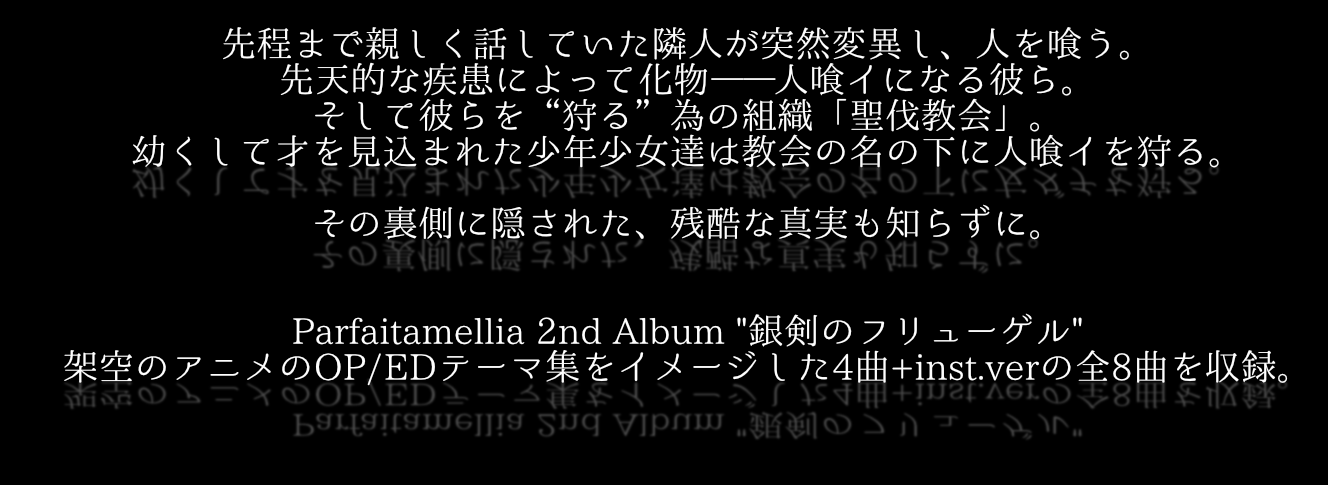 先程まで親しく話していた隣人が突然変異し、人を喰う。
先天的な疾患によって化物――人喰イになる彼ら。
そして彼らを“狩る”為の組織「聖伐教会」。
幼くして才を見込まれた少年少女達は教会の名の下に人喰イを狩る。
その裏側に隠された、残酷な真実も知らずに。
Parfaitamellia 2nd Album "銀剣のフリューゲル"
架空のアニメのOP/EDテーマ集をイメージした4曲+inst.verの全8曲を収録。